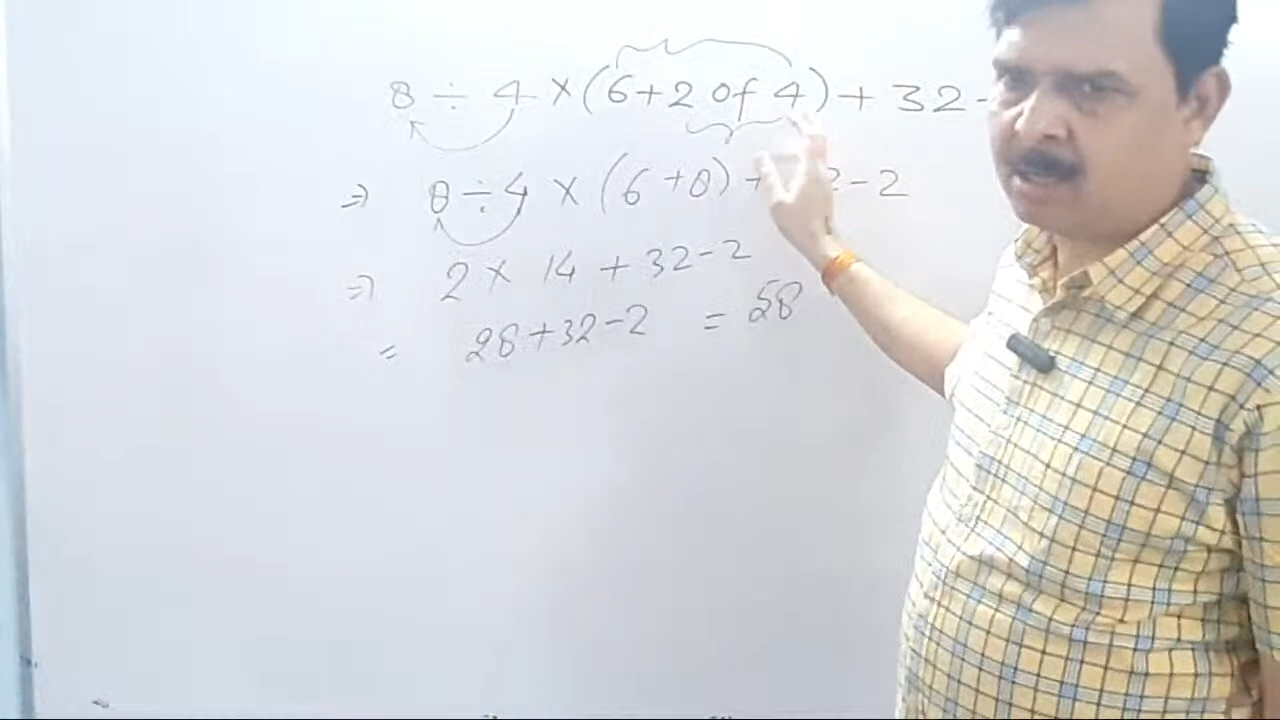 8 ÷ 4 × (6+2 of 4) + 32 -
⇒ 8 ÷ 4 × (6+8) + 2 - 2
⇒ 2 × 14 + 32 - 2
= 28 + 32 - 2 = 58